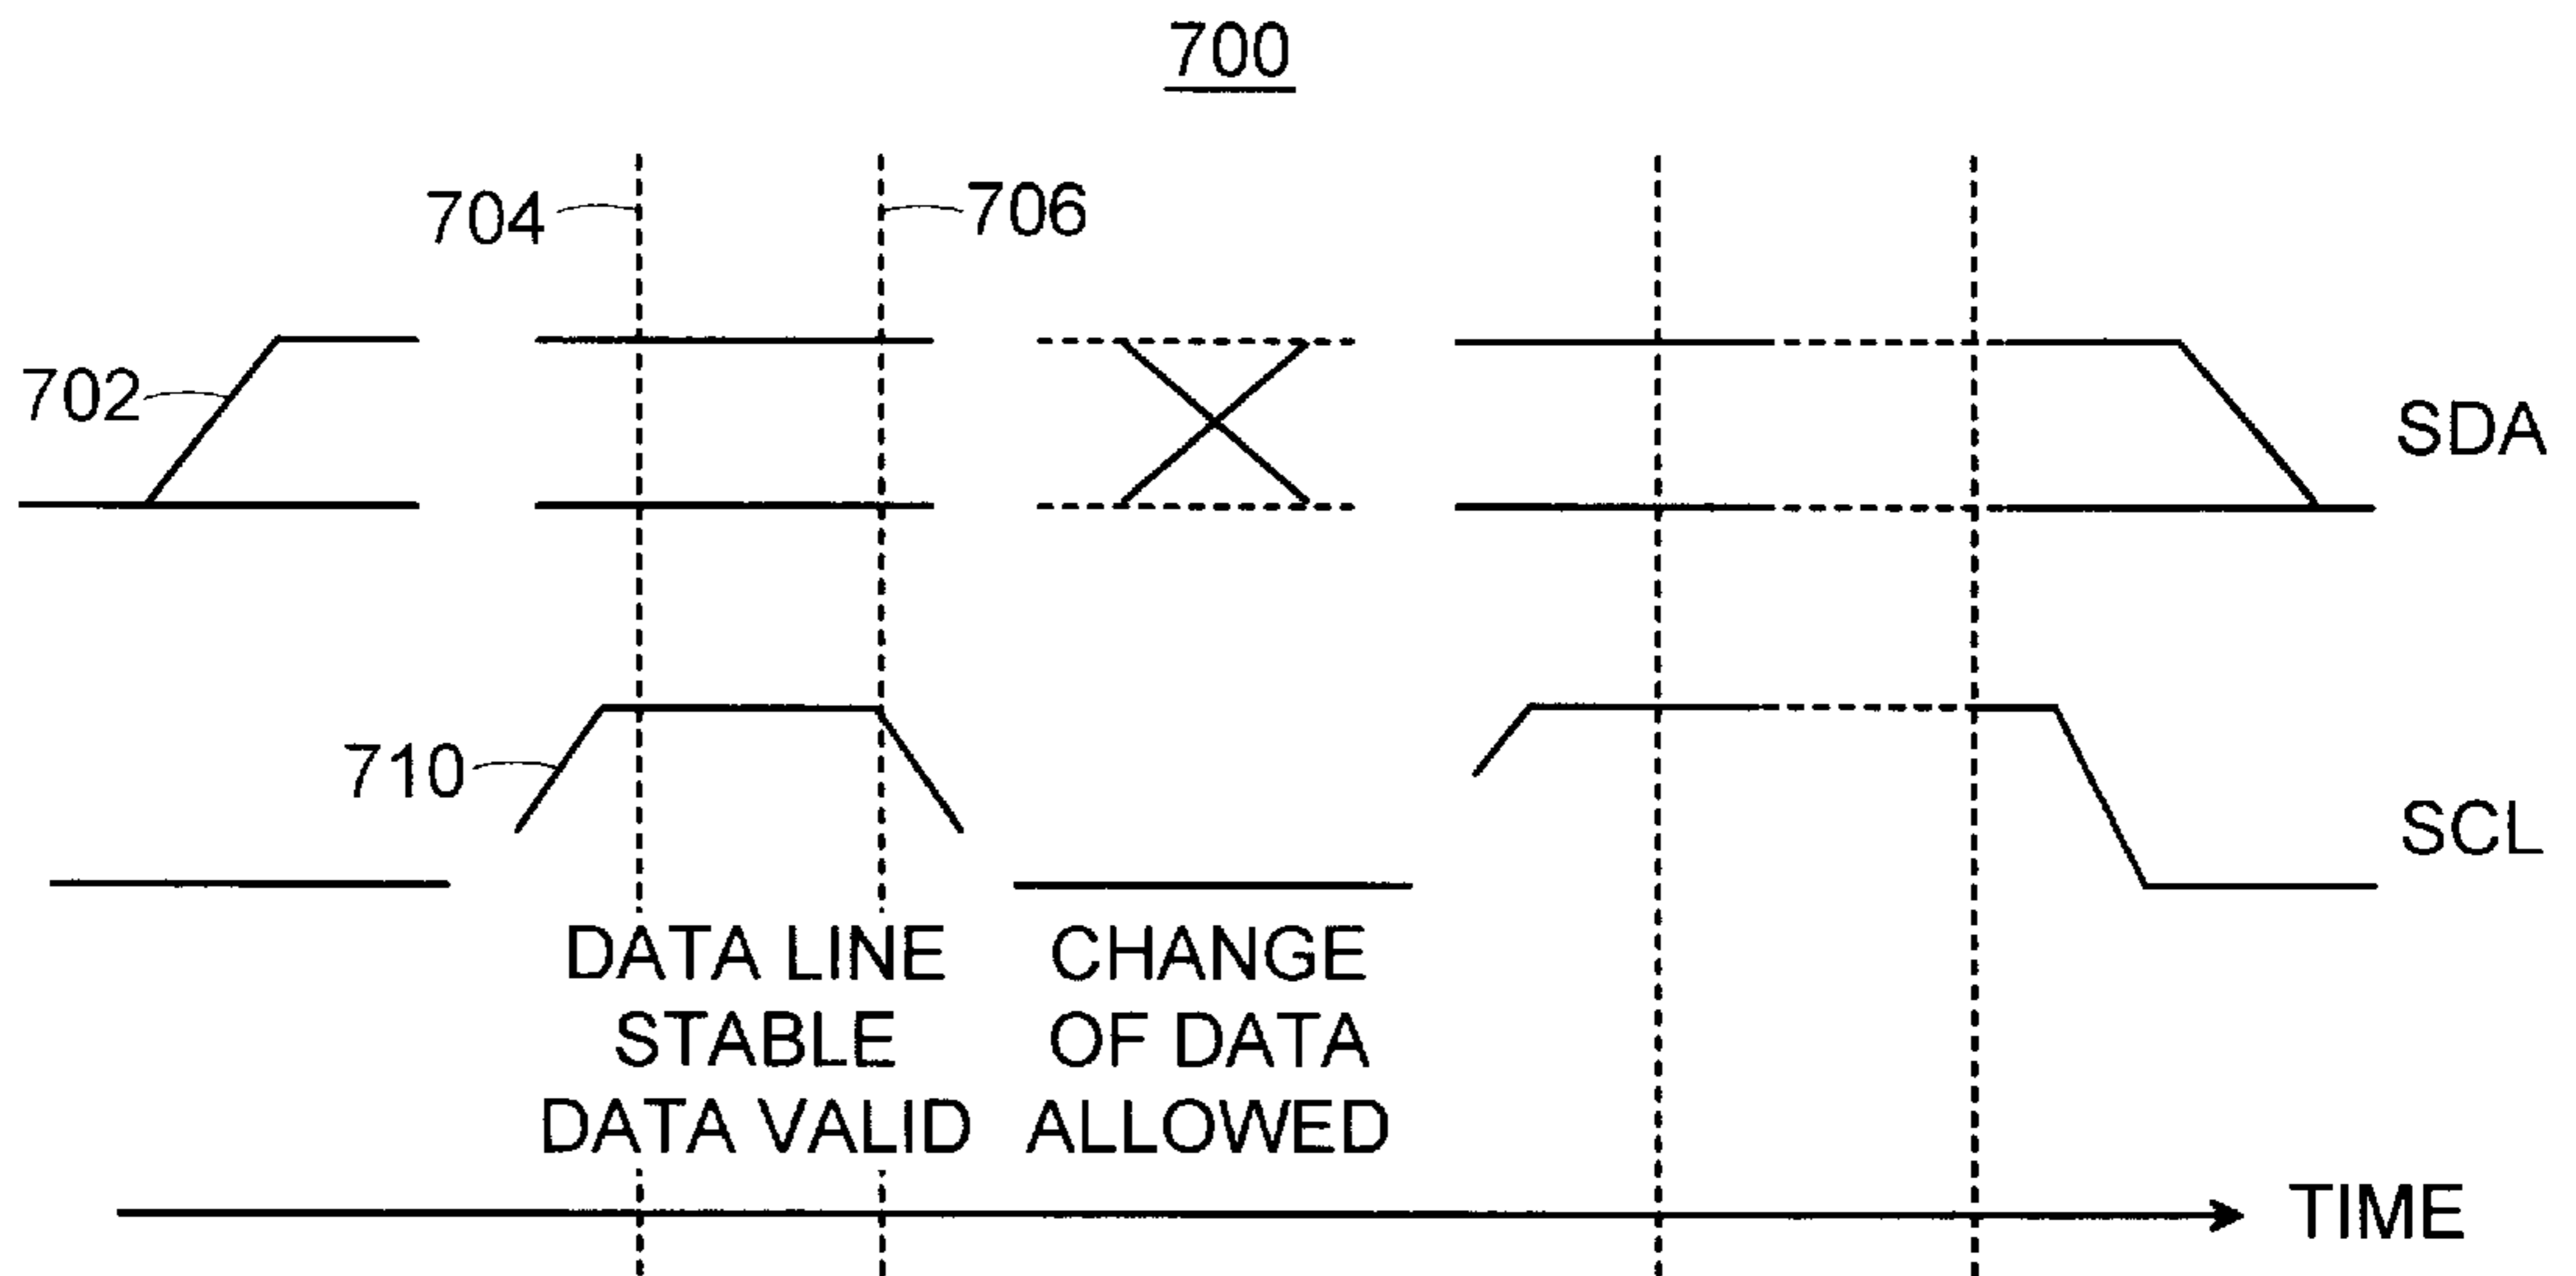 700
704
706
702
SDA
710
SCL
DATA LINE
STABLE
DATA VALID
CHANGE
OF DATA
ALLOWED
TIME